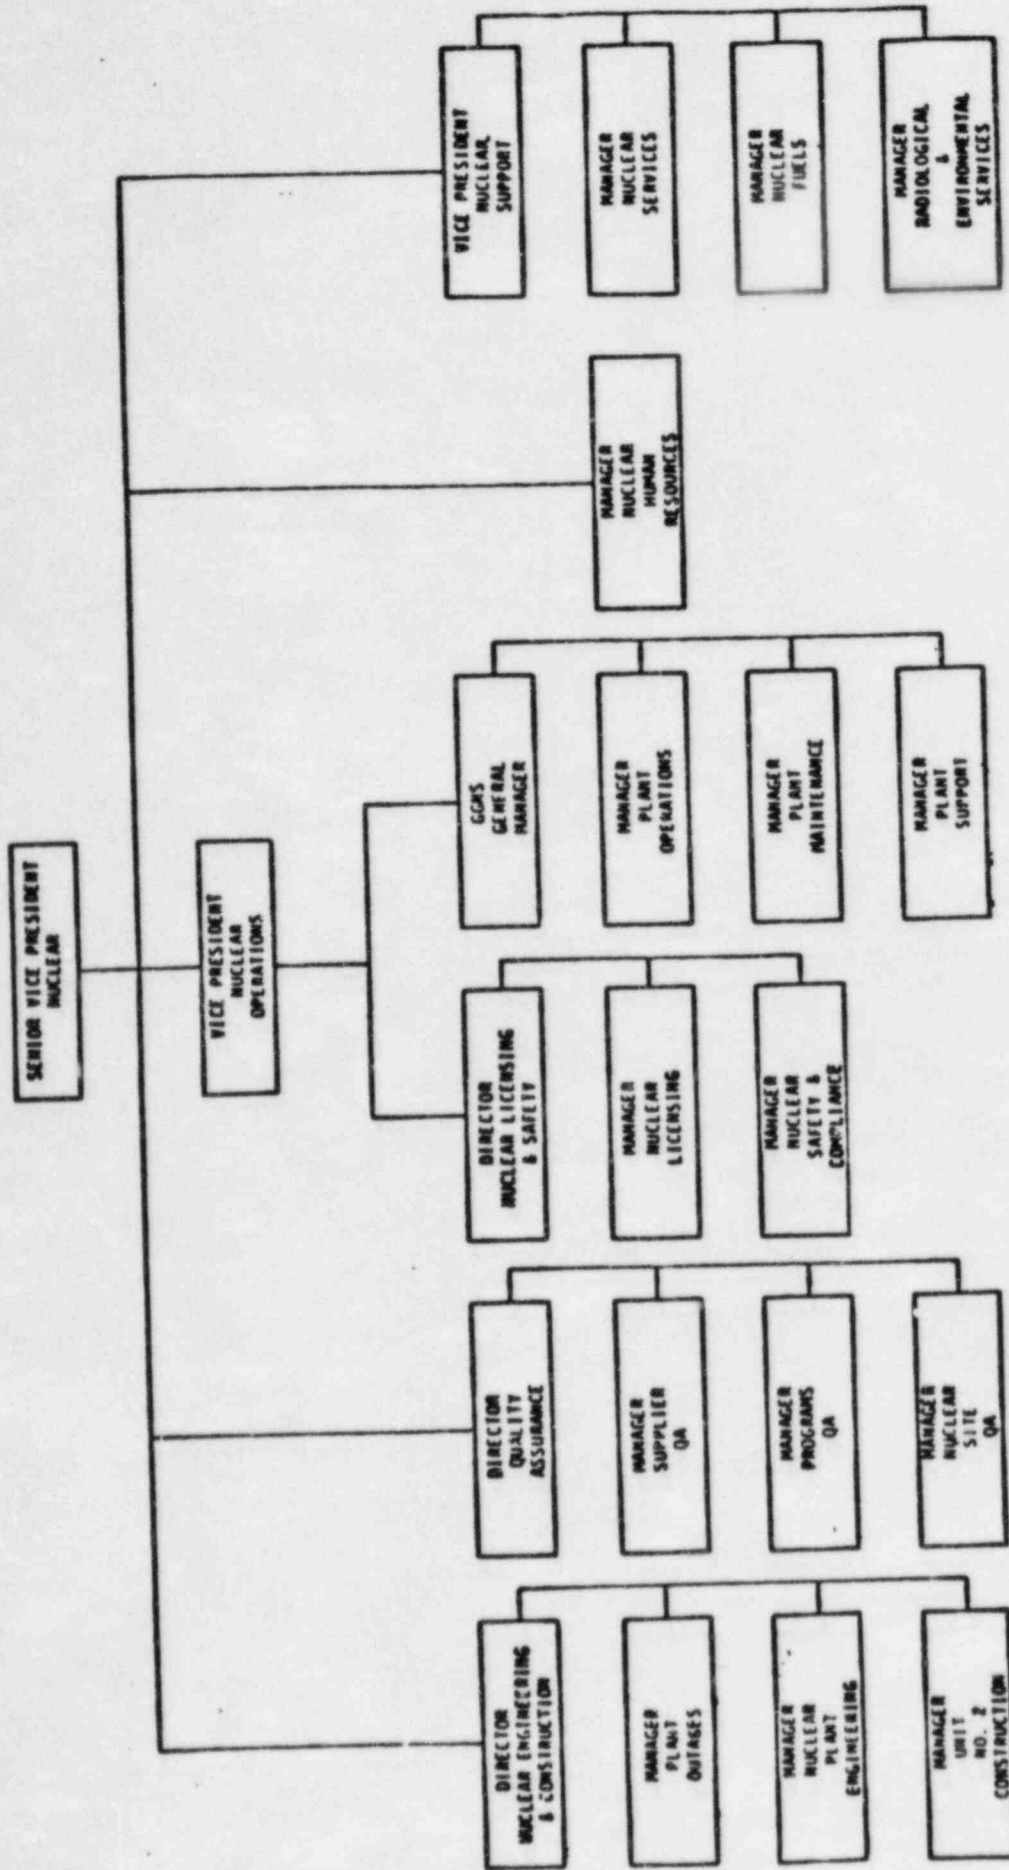 SENIOR VICE PRESIDENT
NUCLEAR
VICE PRESIDENT
NUCLEAR
OPERATIONS
DIRECTOR
NUCLEAR ENGINEERING
& CONSTRUCTION
MANAGER
PLANT
OUTAGES
MANAGER
NUCLEAR
PLANT
ENGINEERING
MANAGER
UNIT
NO. 2
CONSTRUCTION
DIRECTOR
QUALITY
ASSURANCE
MANAGER
SUPPLIER
QA
MANAGER
PROGRAMS
QA
MANAGER
NUCLEAR
SITE
QA
DIRECTOR
NUCLEAR LICENSING
& SAFETY
MANAGER
NUCLEAR
LICENSING
MANAGER
NUCLEAR
SAFETY &
COMPLIANCE
GGNS
GENERAL
MANAGER
MANAGER
PLANT
OPERATIONS
MANAGER
PLANT
MAINTENANCE
MANAGER
PLANT
SUPPORT
MANAGER
NUCLEAR
HUMAN
RESOURCES
VICE PRESIDENT
NUCLEAR
SUPPORT
MANAGER
NUCLEAR
SERVICES
MANAGER
NUCLEAR
FUELS
MANAGER
RADIOLOGICAL
&
ENVIRONMENTAL
SERVICES